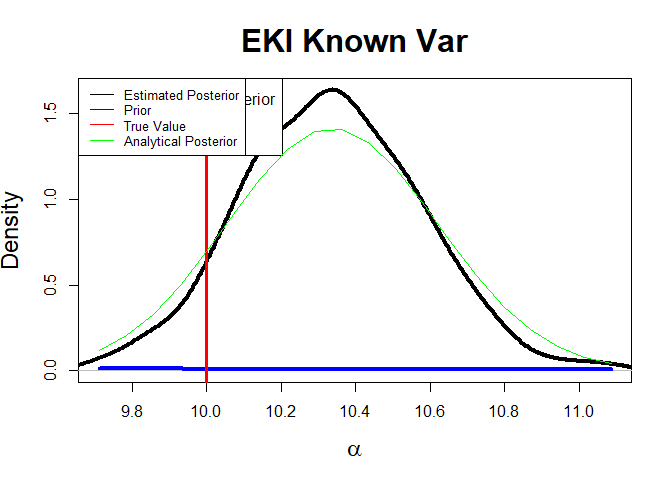 EKI Known Var
Estimated Posterior
Prior
True Value
Analytical Posterior
erior
Density
0.0
0.5
1.0
1.5
9.8
10.0
10.2
10.4
10.6
10.8
11.0
α